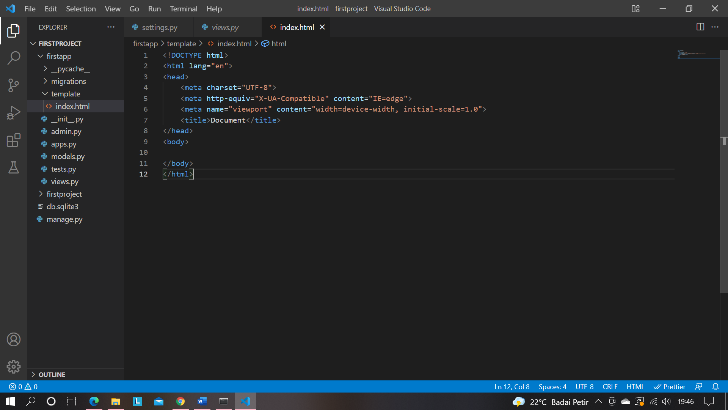 File Edit Selection View Go Run Terminal Help
index.html firstproject Visual Studio Code
EXPLORER
settings.py views.py <> index.html
FIRSTPROJECT
firstapp > template > <> index.html > html
firstapp
__pycache__
migrations
template
<> index.html
__init__.py
admin.py
apps.py
models.py
tests.py
views.py
firstproject
db.sqlite3
manage.py
OUTLINE
1 <!DOCTYPE html>
2 <html lang="en">
3 <head>
4 <meta charset="UTF-8">
5 <meta http-equiv="X-UA-Compatible" content="IE=edge">
6 <meta name="viewport" content="width=device-width, initial-scale=1.0">
7 <title>Document</title>
8 </head>
9 <body>
10
11 </body>
12 </html>
0 0 Ln 12, Col 8 Spaces: 4 UTF-8 CRLF HTML Prettier
22°C Badai Petir 19:46